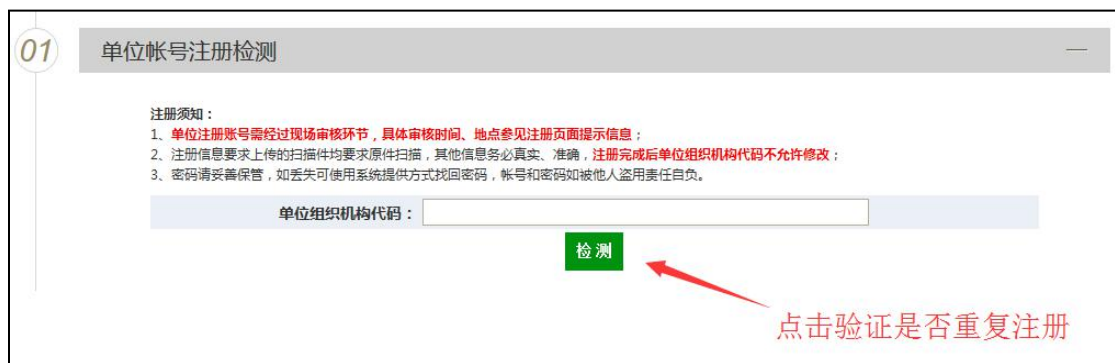 01
单位帐号注册检测
注册须知：
1、单位注册账号需经过现场审核环节，具体审核时间、地点参见注册页面提示信息；
2、注册信息要求上传的扫描件均要求原件扫描，其他信息务必真实、准确，注册完成后单位组织机构代码不允许修改；
3、密码请妥善保管，如丢失可使用系统提供方式找回密码，帐号和密码如被他人盗用责任自负。
单位组织机构代码：
检测
点击验证是否重复注册